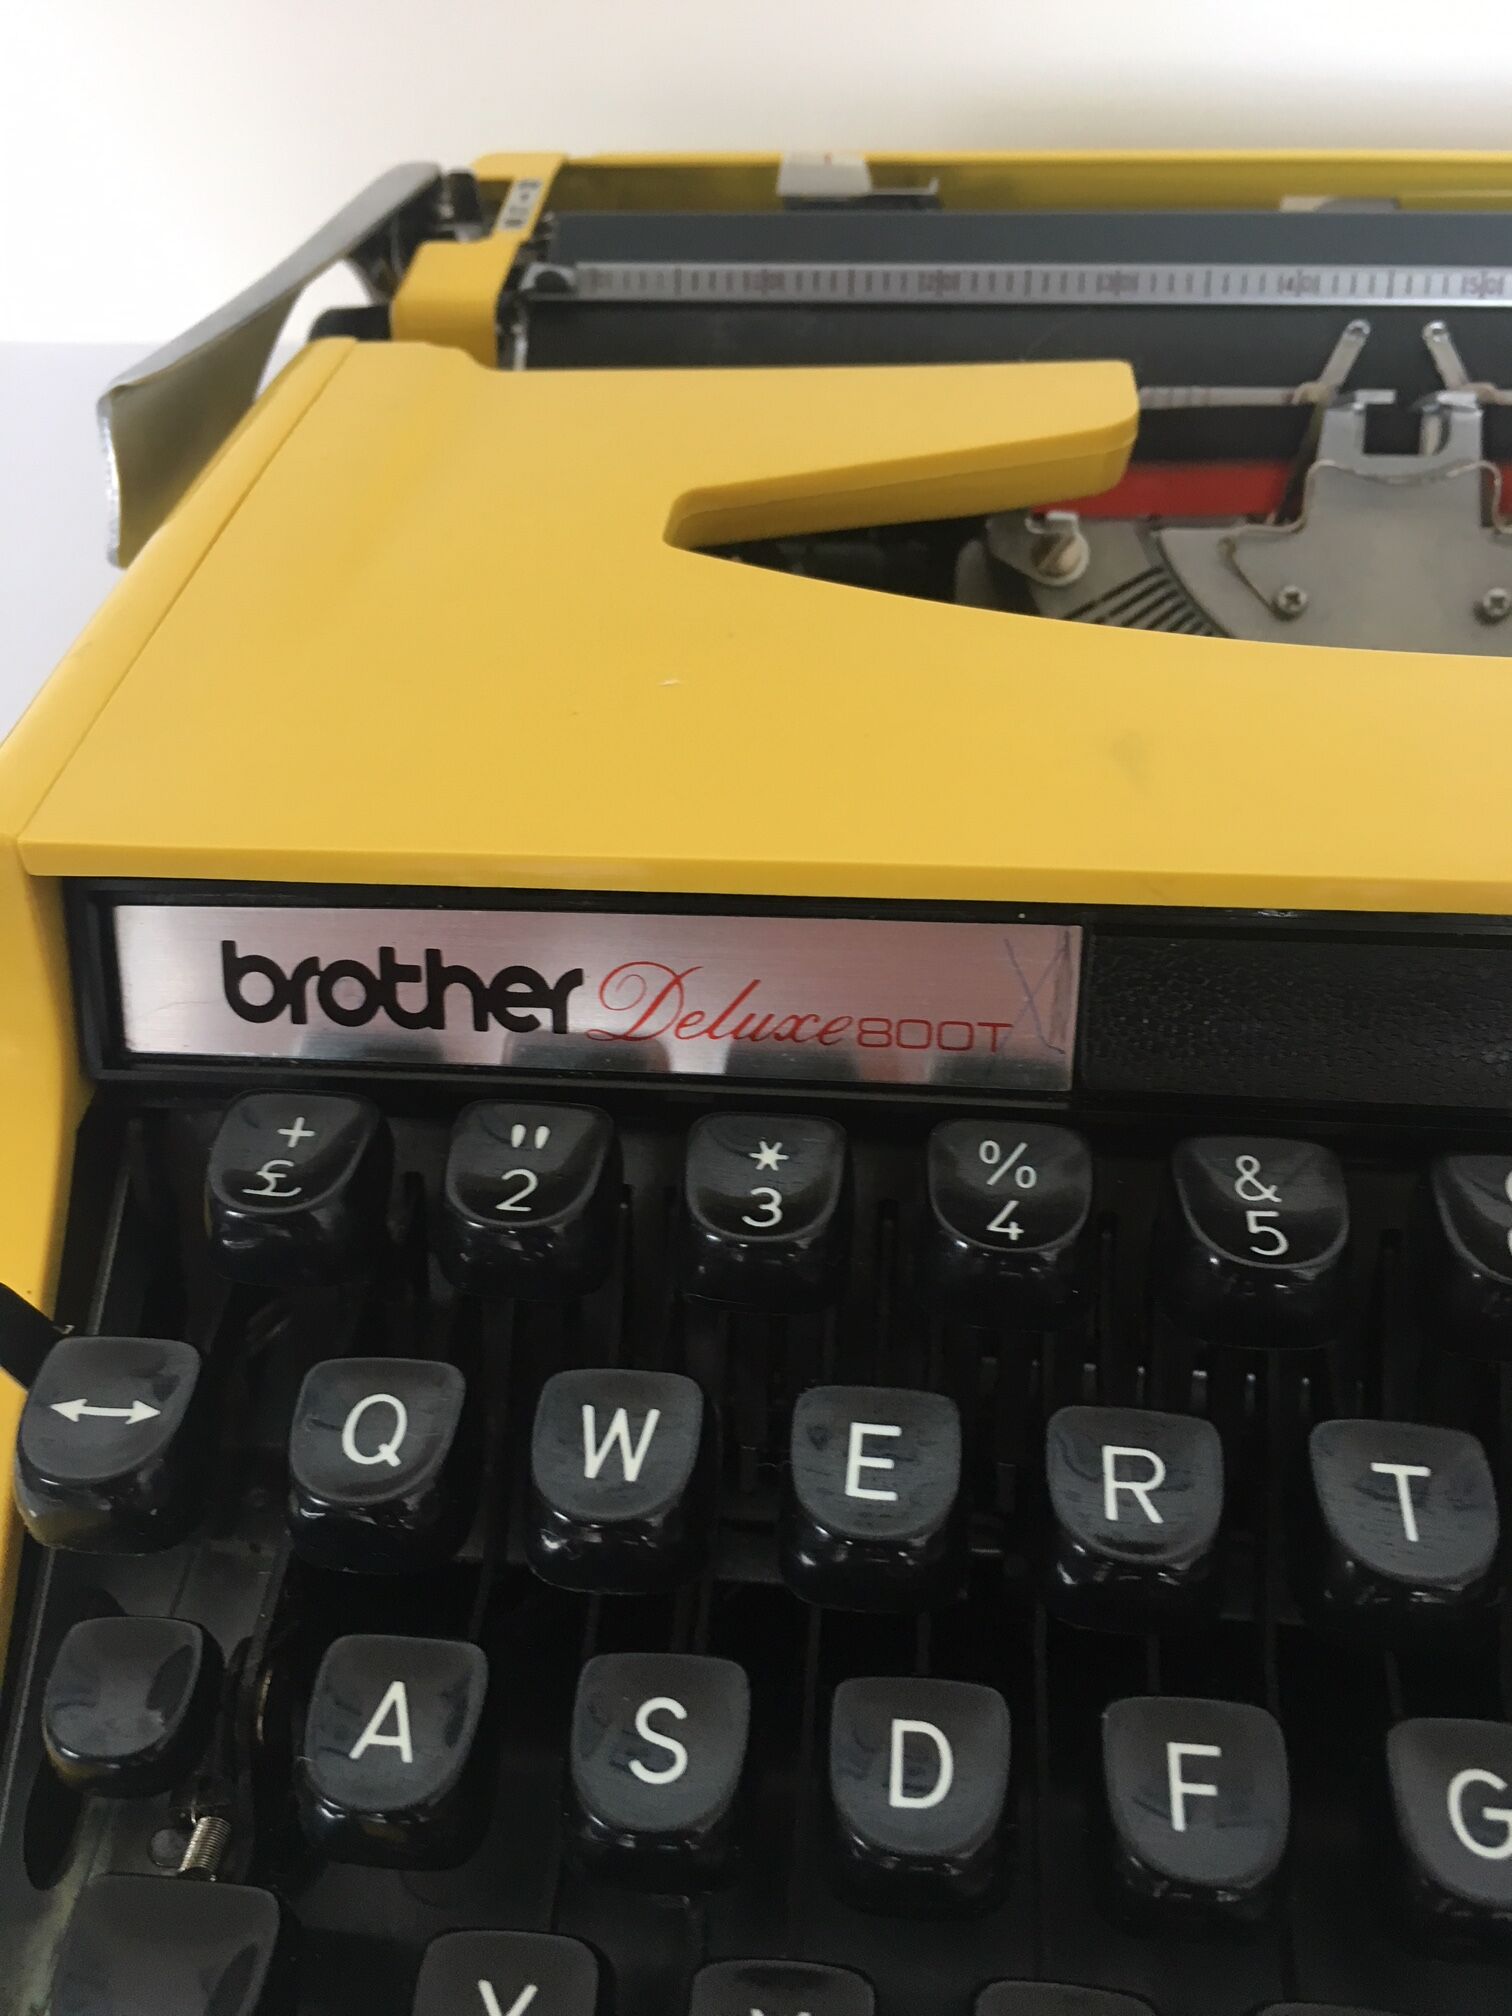 brother Deluxe 800T
+ " * % &
£ 2 3 4 5
↔ Q W E R T
A S D F G